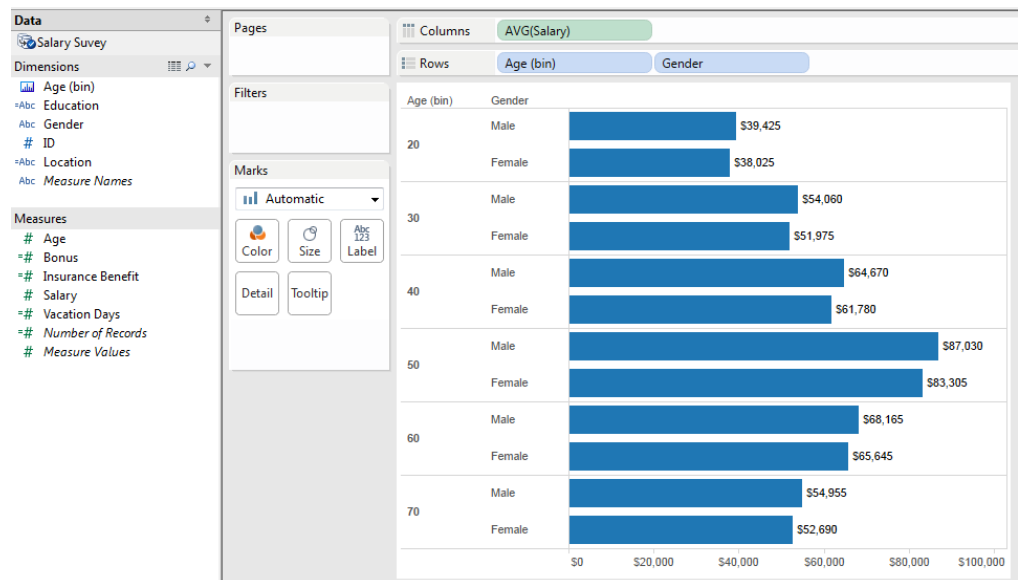 Data
Salary Suvey
Dimensions
Age (bin)
=Abc Education
Abc Gender
# ID
=Abc Location
Abc Measure Names
Measures
# Age
=# Bonus
=# Insurance Benefit
# Salary
=# Vacation Days
=# Number of Records
# Measure Values
Pages
Filters
Marks
Automatic
Color
Size
Abc
123
Label
Detail
Tooltip
Columns AVG(Salary)
Rows Age (bin) Gender
Age (bin) Gender
20
Male $39,425
Female $38,025
30
Male $54,060
Female $51,975
40
Male $64,670
Female $61,780
50
Male $87,030
Female $83,305
60
Male $68,165
Female $65,645
70
Male $54,955
Female $52,690
$0 $20,000 $40,000 $60,000 $80,000 $100,000